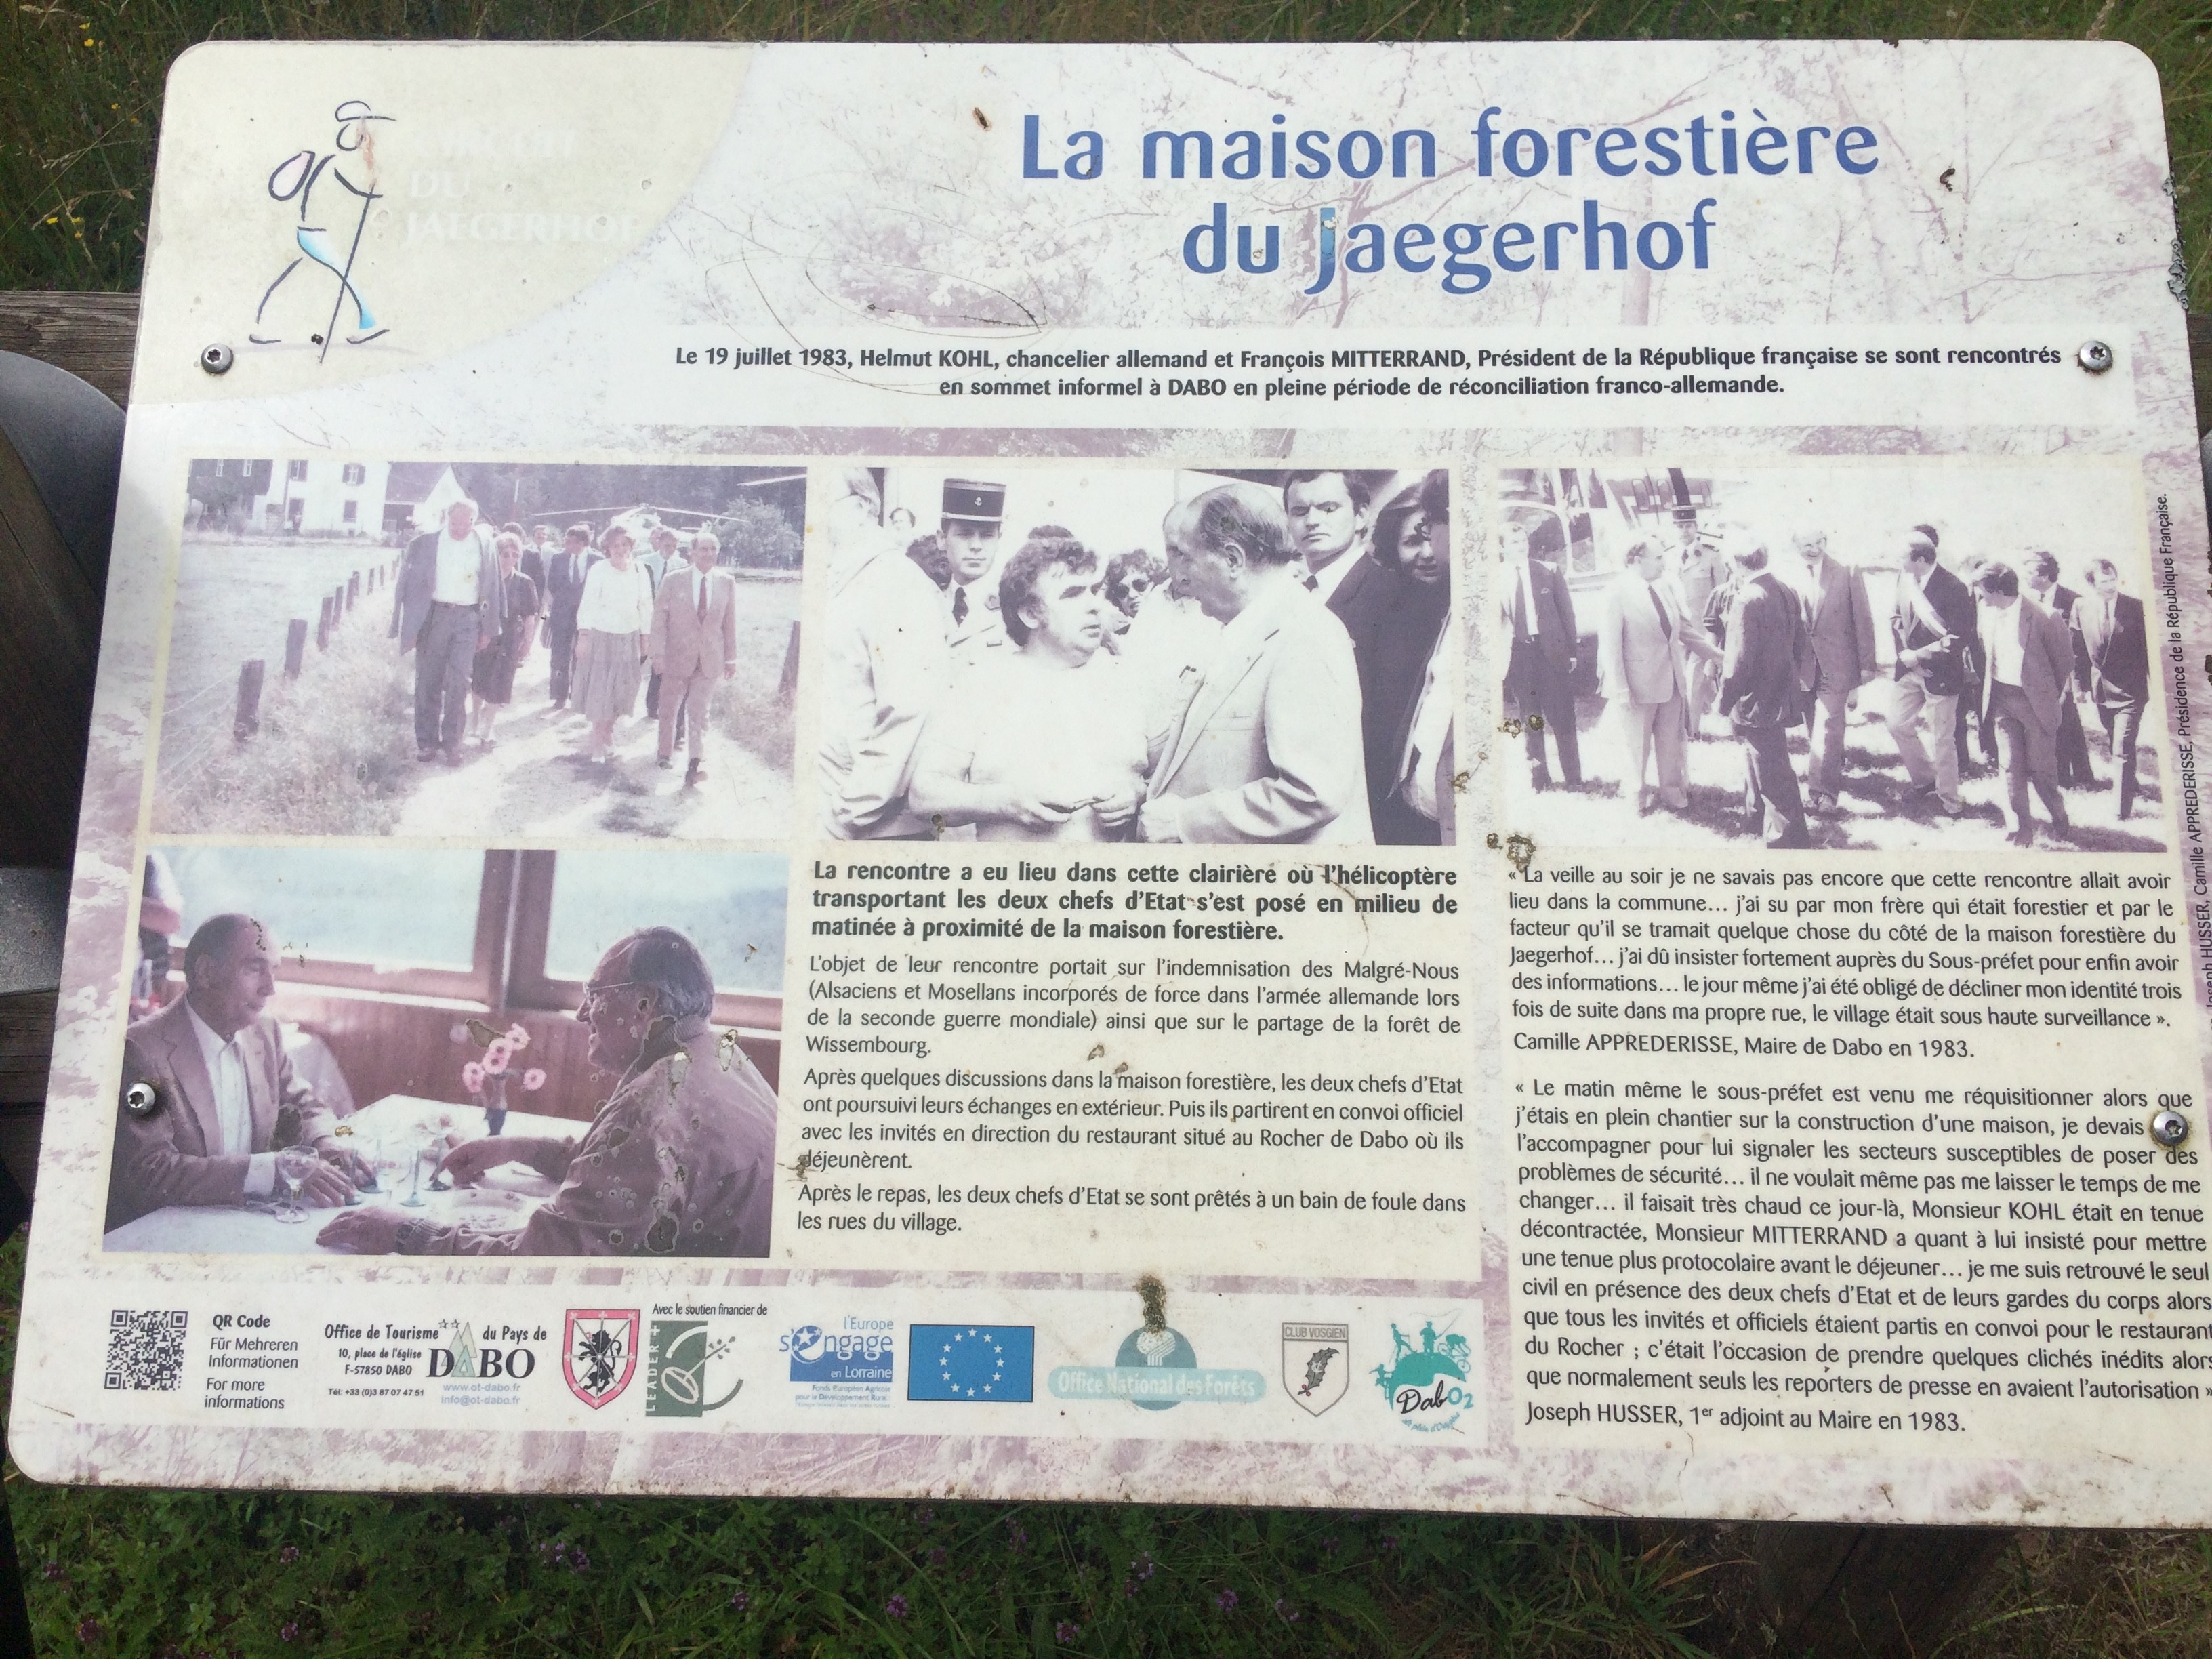 DU
JAEGERHOF
La maison forestière
du Jaegerhof
Le 19 juillet 1983, Helmut KOHL, chancelier allemand et François MITTERRAND, Président de la République française se sont rencontrés
en sommet informel à DABO en pleine période de réconciliation franco-allemande.
La rencontre a eu lieu dans cette clairière où l'hélicoptère
transportant les deux chefs d'Etat s'est posé en milieu de
matinée à proximité de la maison forestière.
L'objet de leur rencontre portait sur l'indemnisation des Malgré-Nous
(Alsaciens et Mosellans incorporés de force dans l'armée allemande lors
de la seconde guerre mondiale) ainsi que sur le partage de la forêt de
Wissembourg.
Après quelques discussions dans la maison forestière, les deux chefs d'Etat
ont poursuivi leurs échanges en extérieur. Puis ils partirent en convoi officiel
avec les invités en direction du restaurant situé au Rocher de Dabo où ils
déjeunèrent.
Après le repas, les deux chefs d'Etat se sont prêtés à un bain de foule dans
les rues du village.
« La veille au soir je ne savais pas encore que cette rencontre allait avoir
lieu dans la commune... j'ai su par mon frère qui était forestier et par le
facteur qu'il se tramait quelque chose du côté de la maison forestière du
Jaegerhof... j'ai dû insister fortement auprès du Sous-préfet pour enfin avoir
des informations... le jour même j'ai été obligé de décliner mon identité trois
fois de suite dans ma propre rue, le village était sous haute surveillance ».
Camille APPREDERISSE, Maire de Dabo en 1983.
« Le matin même le sous-préfet est venu me réquisitionner alors que
j'étais en plein chantier sur la construction d'une maison, je devais
l'accompagner pour lui signaler les secteurs susceptibles de poser des
problèmes de sécurité... il ne voulait même pas me laisser le temps de me
changer... il faisait très chaud ce jour-là, Monsieur KOHL était en tenue
décontractée, Monsieur MITTERRAND a quant à lui insisté pour mettre
une tenue plus protocolaire avant le déjeuner... je me suis retrouvé le seul
civil en présence des deux chefs d'Etat et de leurs gardes du corps alors
que tous les invités et officiels étaient partis en convoi pour le restaurant
du Rocher ; c'était l'occasion de prendre quelques clichés inédits alors
que normalement seuls les reporters de presse en avaient l'autorisation »
Joseph HUSSER, 1er adjoint au Maire en 1983.
Joseph HUSSER, Camille APPREDERISSE, Présidence de la République Française.
QR Code
Für Mehreren
Informationen
For more
informations
Office de Tourisme du Pays de
10, place de l'église
F-57850 DABO
DABO
Tél: +33 (0)3 87 07 47 51
www.ot-dabo.fr
info@ot-dabo.fr
Avec le soutien financier de
LEADER+
l'Europe
s'engage
en Lorraine
Fonds Européen Agricole
pour le Développement Rural
Office National des Forêts
CLUB VOSGIEN
DabO2